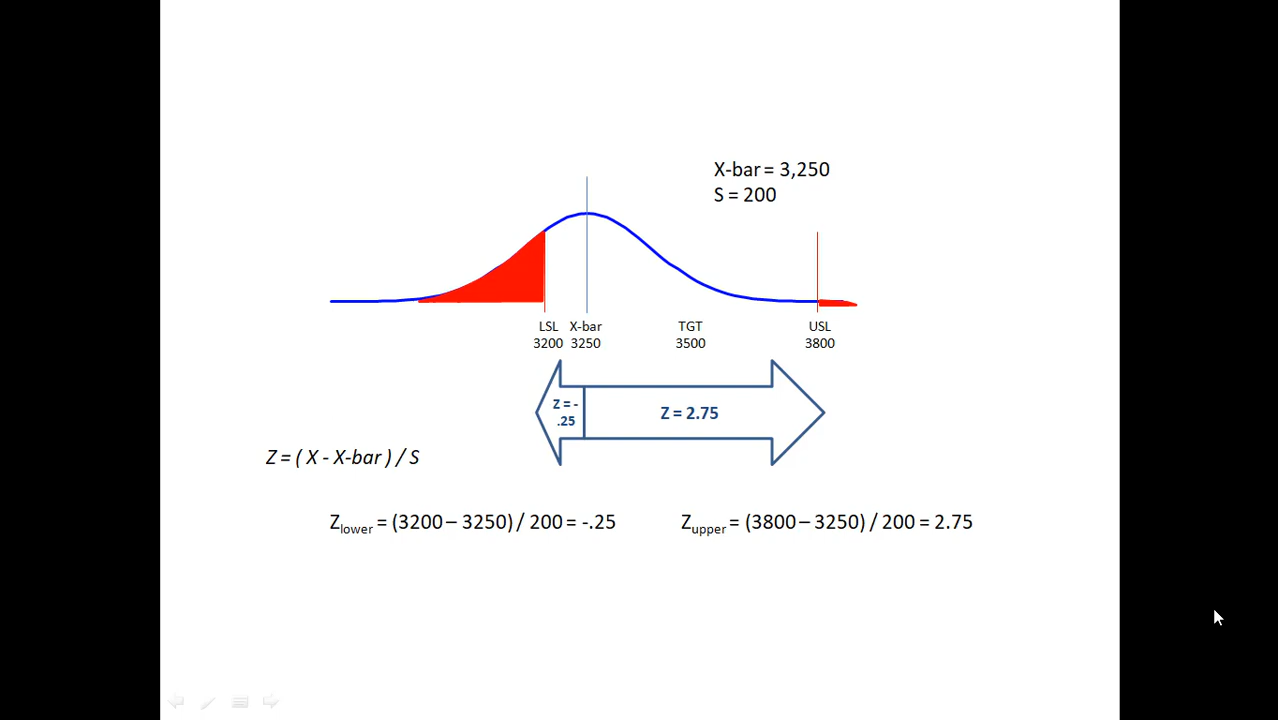 X-bar = 3,250
S = 200
LSL X-bar TGT USL
3200 3250 3500 3800
Z = -
.25
Z = 2.75
Z = ( X - X-bar ) / S
Zlower = (3200 – 3250) / 200 = -.25
Zupper = (3800 – 3250) / 200 = 2.75